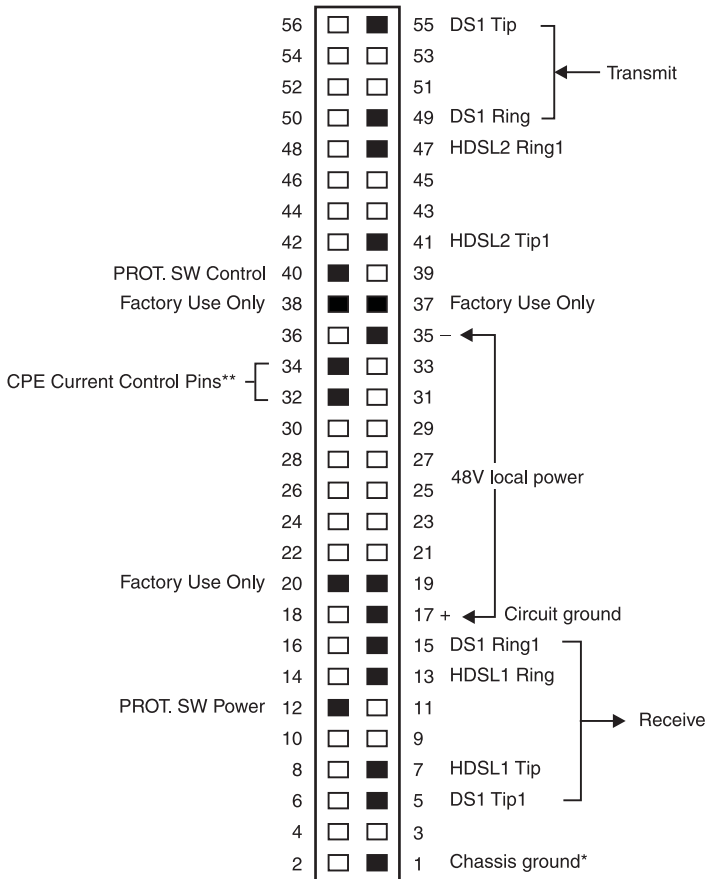 56 55 DS1 Tip
54 53
Transmit
52 51
50 49 DS1 Ring
48 47 HDSL2 Ring1
46 45
44 43
42 41 HDSL2 Tip1
PROT. SW Control 40 39
Factory Use Only 38 37 Factory Use Only
36 35 –
34 33
CPE Current Control Pins**
32 31
30 29
28 27
48V local power
26 25
24 23
22 21
Factory Use Only 20 19
18 17 + Circuit ground
16 15 DS1 Ring1
14 13 HDSL1 Ring
PROT. SW Power 12 11
Receive
10 9
8 7 HDSL1 Tip
6 5 DS1 Tip1
4 3
2 1 Chassis ground*